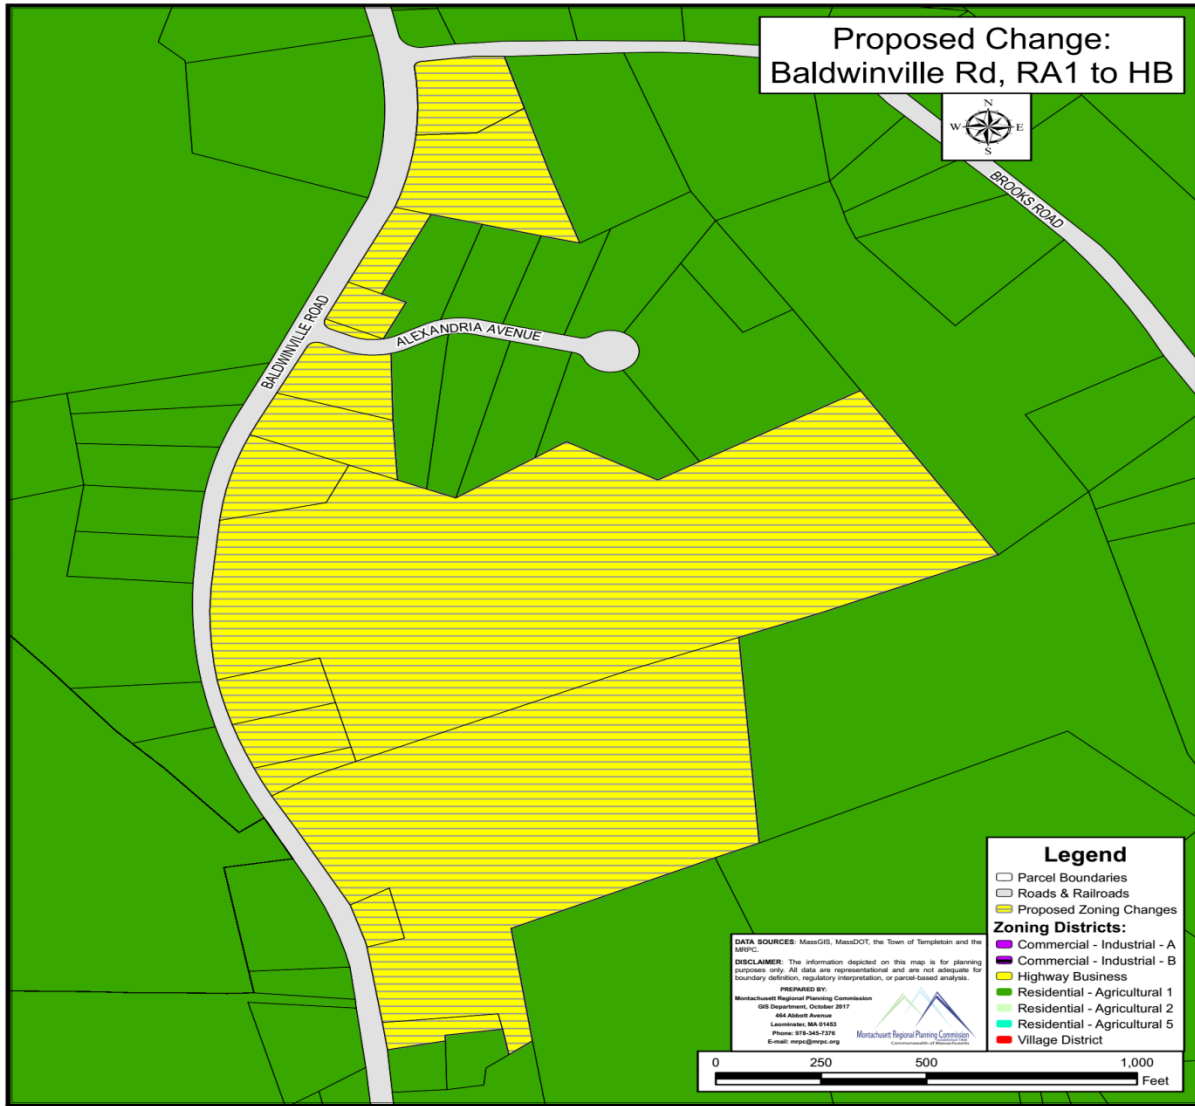 Proposed Change:
Baldwinville Rd, RA1 to HB
N
W E
S
BROOKS ROAD
BALDWINVILLE ROAD
ALEXANDRIA AVENUE
Legend
Parcel Boundaries
Roads & Railroads
Proposed Zoning Changes
Zoning Districts:
Commercial - Industrial - A
Commercial - Industrial - B
Highway Business
Residential - Agricultural 1
Residential - Agricultural 2
Residential - Agricultural 5
Village District
DATA SOURCES: MassGIS, MassDOT, the Town of Templetoin and the
MRPC.
DISCLAIMER: The information depicted on this map is for planning
purposes only. All data are representational and are not adequate for
boundary definition, regulatory interpretation, or parcel-based analysis.
PREPARED BY:
Montachusett Regional Planning Commission
GIS Department, October 2017
464 Abbott Avenue
Leominster, MA 01453
Phone: 978-345-7376
E-mail: mrpc@mrpc.org
Montachusett Regional Planning Commission
Commonwealth of Massachusetts
0 250 500 1,000
Feet